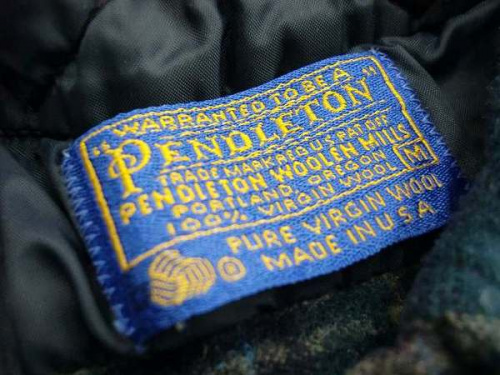 "WARRANTED TO BE A
PENDLETON"
TRADE MARK REG. U.S. PAT. OFF.
PENDLETON WOOLEN MILLS
PORTLAND, OREGON
100% VIRGIN WOOL M
PURE VIRGIN WOOL
R MADE IN U.S.A.